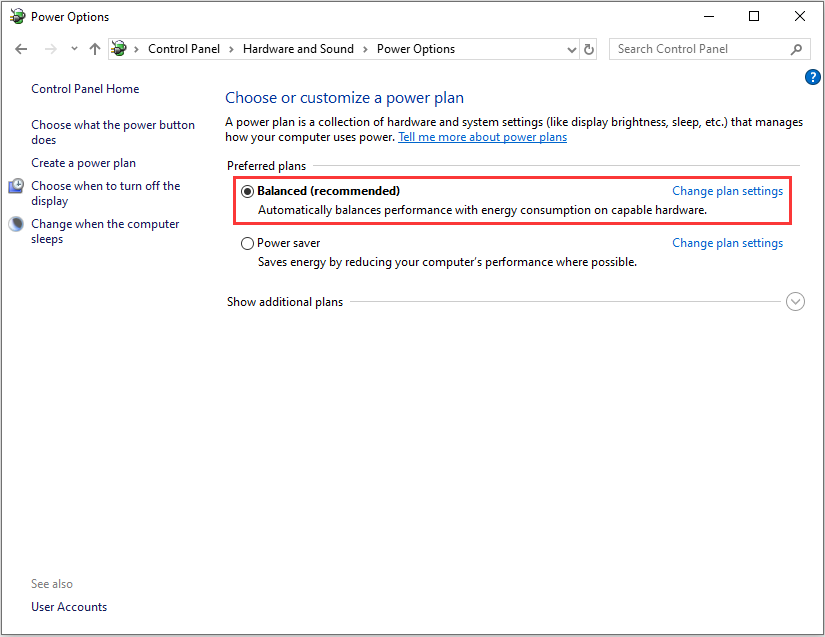 Power Options
Control Panel > Hardware and Sound > Power Options
Search Control Panel
?
Control Panel Home
Choose what the power button
does
Create a power plan
Choose when to turn off the
display
Change when the computer
sleeps
Choose or customize a power plan
A power plan is a collection of hardware and system settings (like display brightness, sleep, etc.) that manages
how your computer uses power. Tell me more about power plans
Preferred plans
Balanced (recommended) Change plan settings
Automatically balances performance with energy consumption on capable hardware.
Power saver Change plan settings
Saves energy by reducing your computer's performance where possible.
Show additional plans
See also
User Accounts